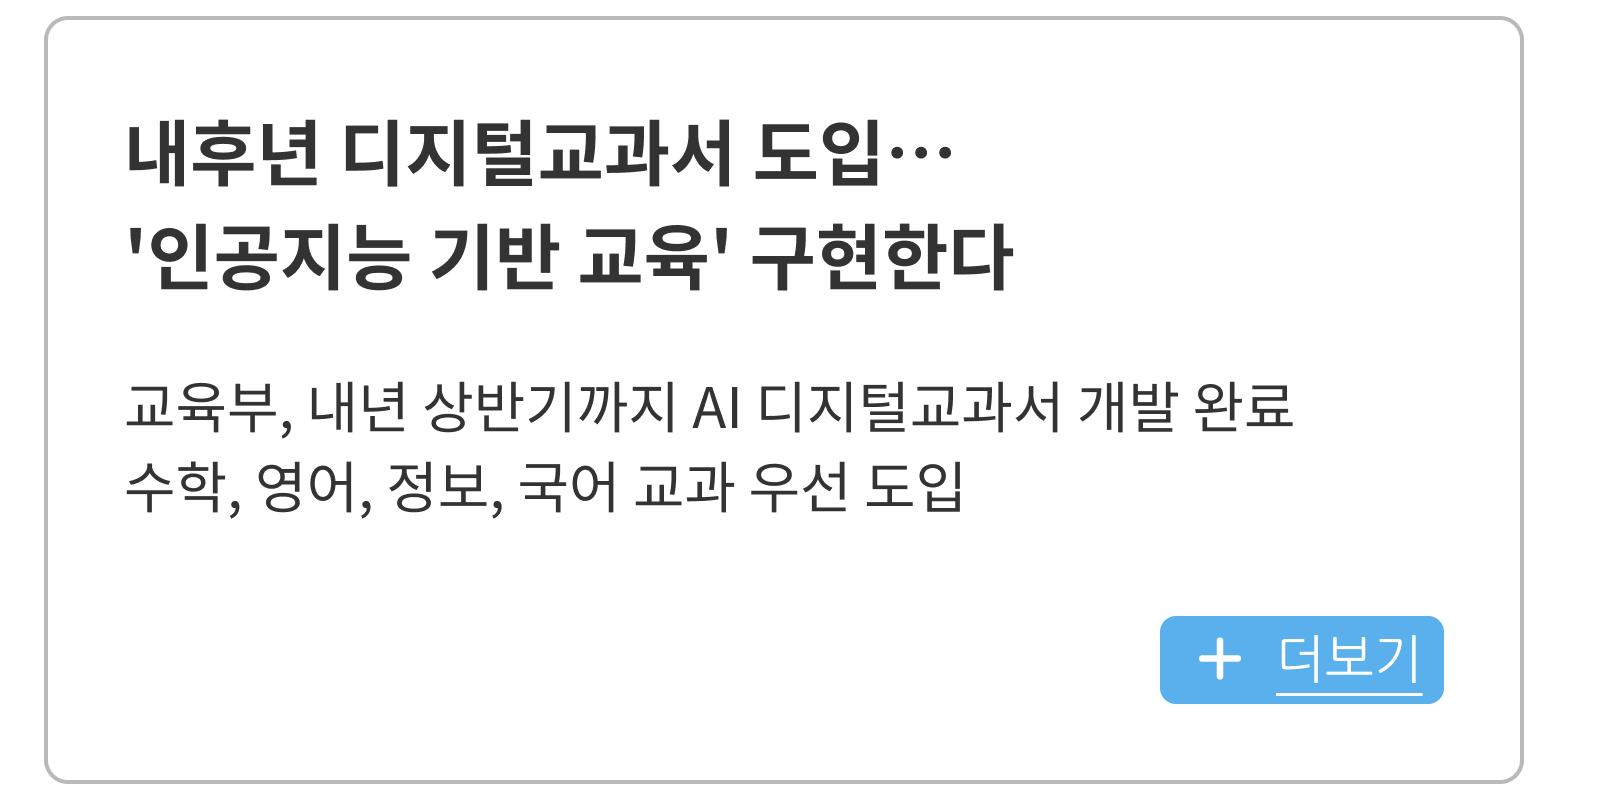 내후년 디지털교과서 도입…
'인공지능 기반 교육' 구현한다
교육부, 내년 상반기까지 AI 디지털교과서 개발 완료
수학, 영어, 정보, 국어 교과 우선 도입
+ 더보기